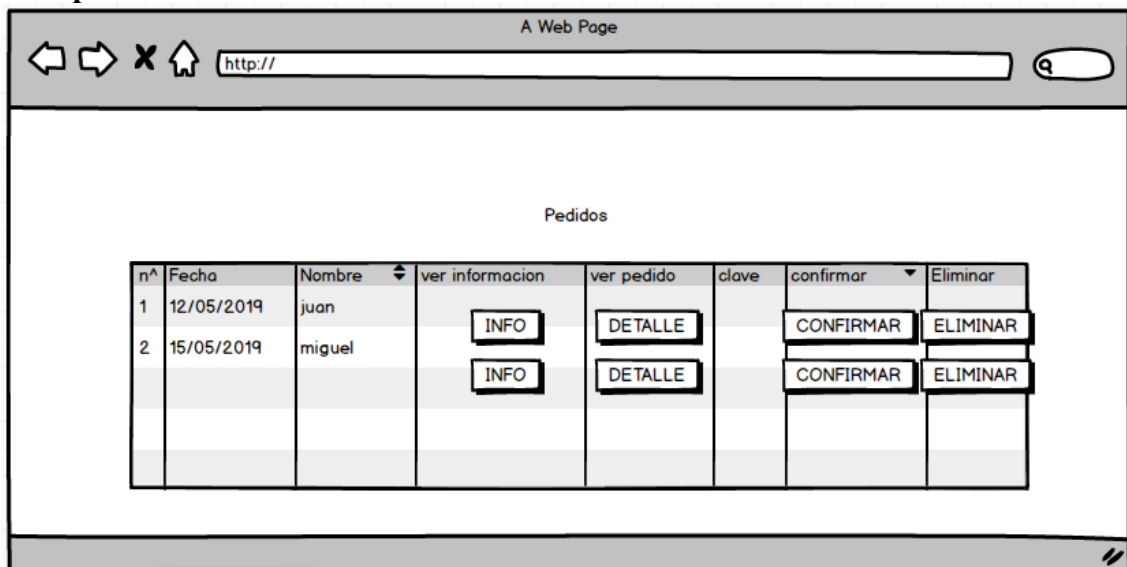 A Web Page
http://
Pedidos
n^ Fecha Nombre ver informacion ver pedido clave confirmar Eliminar
1 12/05/2019 juan INFO DETALLE CONFIRMAR ELIMINAR
2 15/05/2019 miguel INFO DETALLE CONFIRMAR ELIMINAR